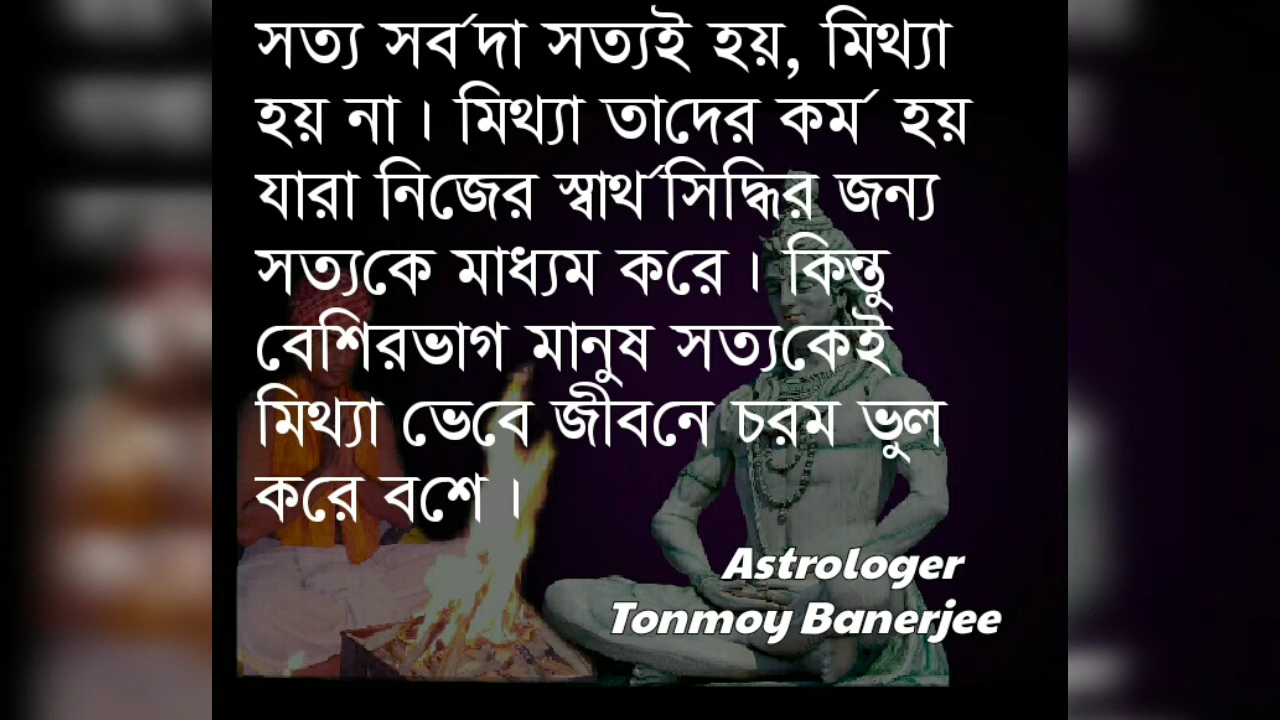 সত্য সর্বদা সত্যই হয়, মিথ্যা
হয় না। মিথ্যা তাদের কর্ম হয়
যারা নিজের স্বার্থসিদ্ধির জন্য
সত্যকে মাধ্যম করে। কিন্তু
বেশিরভাগ মানুষ সত্যকেই
মিথ্যা ভেবে জীবনে চরম ভুল
করে বশে।
Astrologer
Tonmoy Banerjee